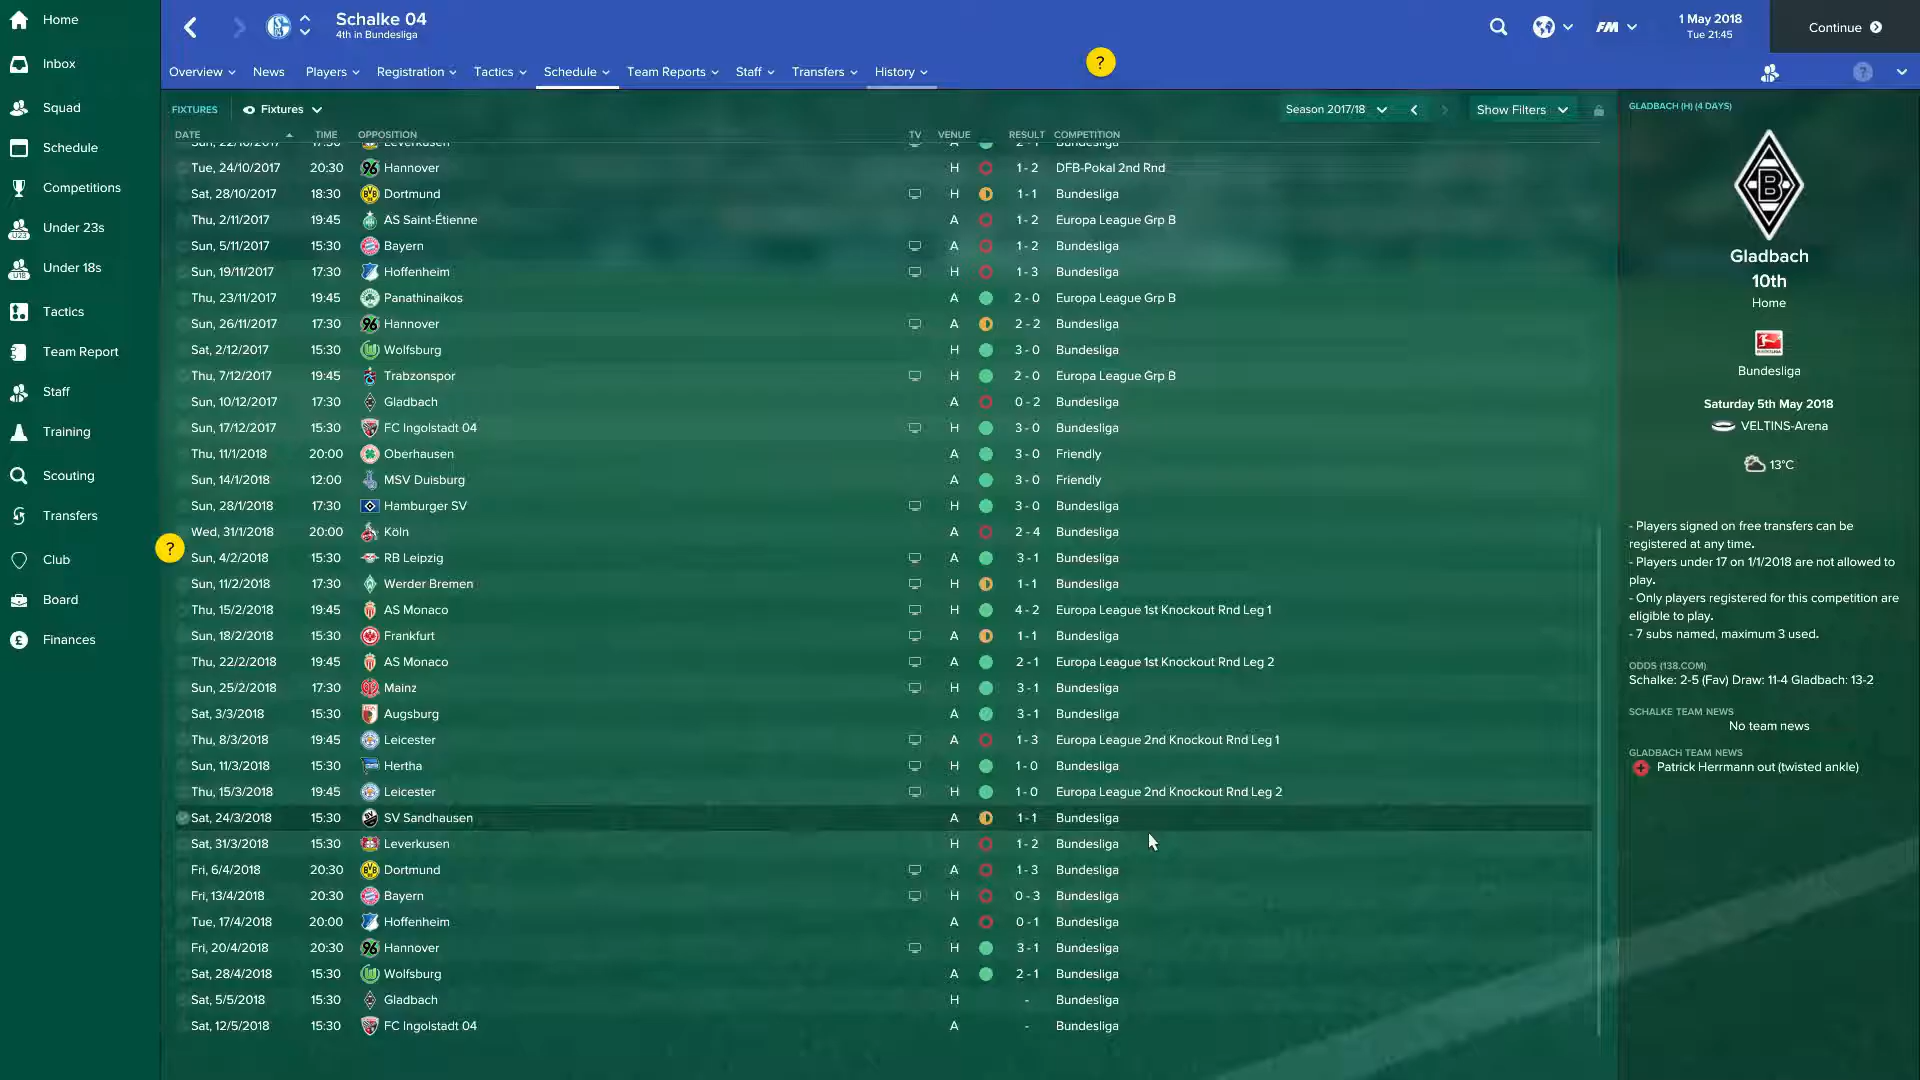 Home
Inbox
Squad
Schedule
Competitions
Under 23s
Under 18s
Tactics
Team Report
Staff
Training
Scouting
Transfers
Club
Board
Finances
Schalke 04
4th in Bundesliga
FM
1 May 2018
Tue 21:45
Continue
Overview News Players Registration Tactics Schedule Team Reports Staff Transfers History
FIXTURES Fixtures Season 2017/18 Show Filters
DATE TIME OPPOSITION TV VENUE RESULT COMPETITION
Sun, 22/10/2017 17:30 Leverkusen A 2 - 1 Bundesliga
Tue, 24/10/2017 20:30 Hannover H 1 - 2 DFB-Pokal 2nd Rnd
Sat, 28/10/2017 18:30 Dortmund H 1 - 1 Bundesliga
Thu, 2/11/2017 19:45 AS Saint-Étienne A 1 - 2 Europa League Grp B
Sun, 5/11/2017 15:30 Bayern A 1 - 2 Bundesliga
Sun, 19/11/2017 17:30 Hoffenheim H 1 - 3 Bundesliga
Thu, 23/11/2017 19:45 Panathinaikos A 2 - 0 Europa League Grp B
Sun, 26/11/2017 17:30 Hannover A 2 - 2 Bundesliga
Sat, 2/12/2017 15:30 Wolfsburg H 3 - 0 Bundesliga
Thu, 7/12/2017 19:45 Trabzonspor H 2 - 0 Europa League Grp B
Sun, 10/12/2017 17:30 Gladbach A 0 - 2 Bundesliga
Sun, 17/12/2017 15:30 FC Ingolstadt 04 H 3 - 0 Bundesliga
Thu, 11/1/2018 20:00 Oberhausen A 3 - 0 Friendly
Sun, 14/1/2018 12:00 MSV Duisburg A 3 - 0 Friendly
Sun, 28/1/2018 17:30 Hamburger SV H 3 - 0 Bundesliga
Wed, 31/1/2018 20:00 Köln A 2 - 4 Bundesliga
Sun, 4/2/2018 15:30 RB Leipzig A 3 - 1 Bundesliga
Sun, 11/2/2018 17:30 Werder Bremen H 1 - 1 Bundesliga
Thu, 15/2/2018 19:45 AS Monaco H 4 - 2 Europa League 1st Knockout Rnd Leg 1
Sun, 18/2/2018 15:30 Frankfurt A 1 - 1 Bundesliga
Thu, 22/2/2018 19:45 AS Monaco A 2 - 1 Europa League 1st Knockout Rnd Leg 2
Sun, 25/2/2018 17:30 Mainz H 3 - 1 Bundesliga
Sat, 3/3/2018 15:30 Augsburg A 3 - 1 Bundesliga
Thu, 8/3/2018 19:45 Leicester A 1 - 3 Europa League 2nd Knockout Rnd Leg 1
Sun, 11/3/2018 15:30 Hertha H 1 - 0 Bundesliga
Thu, 15/3/2018 19:45 Leicester H 1 - 0 Europa League 2nd Knockout Rnd Leg 2
Sat, 24/3/2018 15:30 SV Sandhausen A 1 - 1 Bundesliga
Sat, 31/3/2018 15:30 Leverkusen H 1 - 2 Bundesliga
Fri, 6/4/2018 20:30 Dortmund A 1 - 3 Bundesliga
Fri, 13/4/2018 20:30 Bayern H 0 - 3 Bundesliga
Tue, 17/4/2018 20:00 Hoffenheim A 0 - 1 Bundesliga
Fri, 20/4/2018 20:30 Hannover H 3 - 1 Bundesliga
Sat, 28/4/2018 15:30 Wolfsburg A 2 - 1 Bundesliga
Sat, 5/5/2018 15:30 Gladbach H - Bundesliga
Sat, 12/5/2018 15:30 FC Ingolstadt 04 A - Bundesliga
GLADBACH (H) (4 DAYS)
Gladbach
10th
Home
Bundesliga
Saturday 5th May 2018
VELTINS-Arena
13°C
- Players signed on free transfers can be
registered at any time.
- Players under 17 on 1/1/2018 are not allowed to
play.
- Only players registered for this competition are
eligible to play.
- 7 subs named, maximum 3 used.
ODDS (138.COM)
Schalke: 2-5 (Fav) Draw: 11-4 Gladbach: 13-2
SCHALKE TEAM NEWS
No team news
GLADBACH TEAM NEWS
Patrick Herrmann out (twisted ankle)